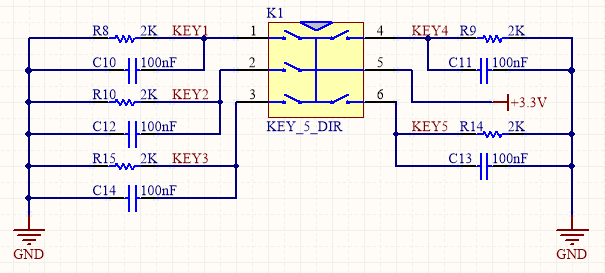 K1
R8 2K KEY1 1 4 KEY4 R9 2K
C10 100nF 2 5 C11 100nF
R10 2K KEY2 3 6 +3.3V
C12 100nF KEY_5_DIR KEY5 R14 2K
R15 2K KEY3 C13 100nF
C14 100nF
GND GND